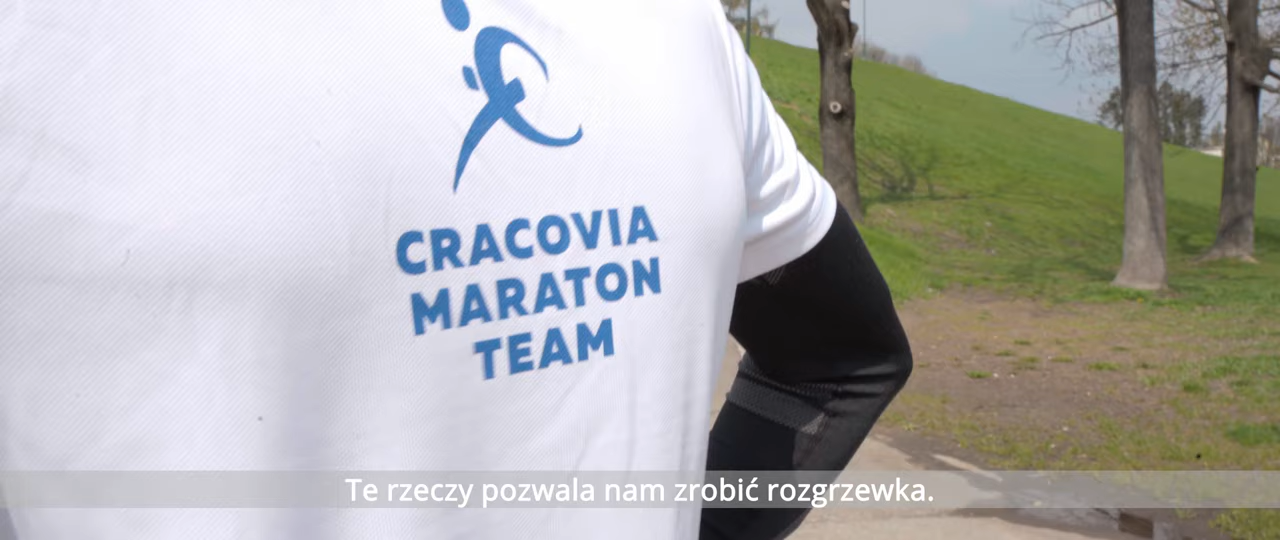 CRACOVIA
MARATON
TEAM
Te rzeczy pozwala nam zrobić rozgrzewka.